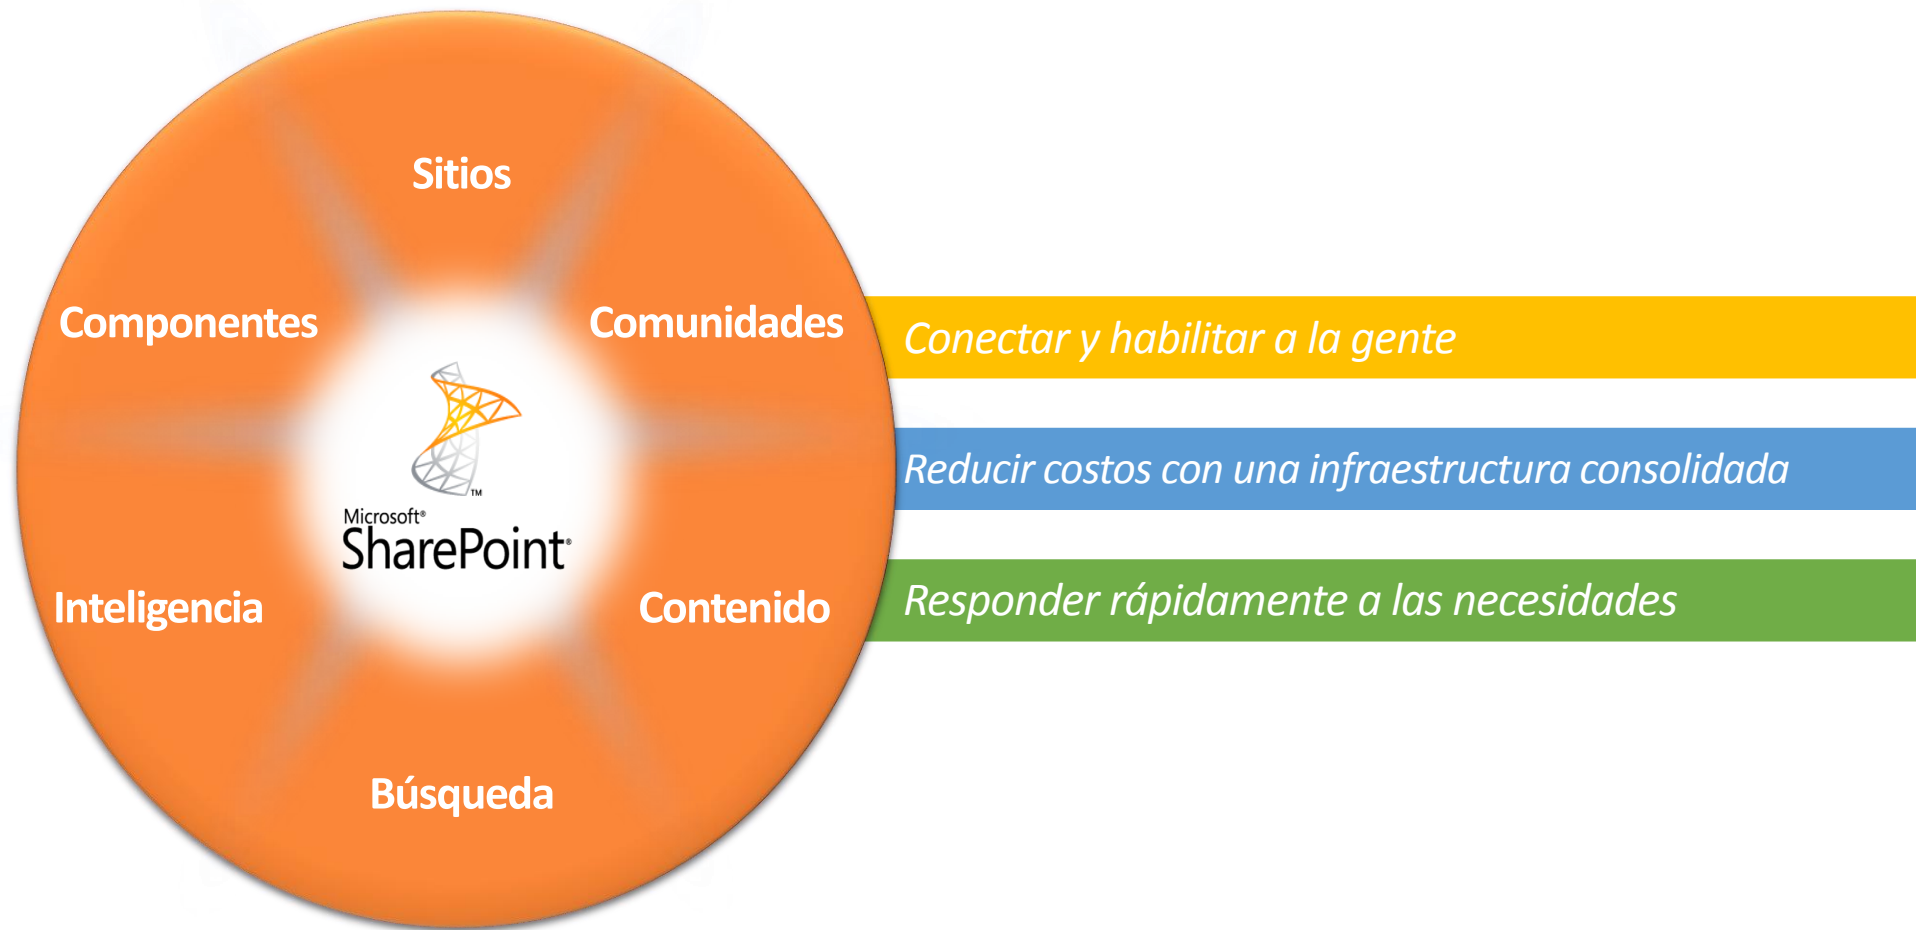 Sitios
Componentes
Comunidades
Conectar y habilitar a la gente
Reducir costos con una infraestructura consolidada
TM
Microsoft®
SharePoint®
Inteligencia
Contenido
Responder rápidamente a las necesidades
Búsqueda